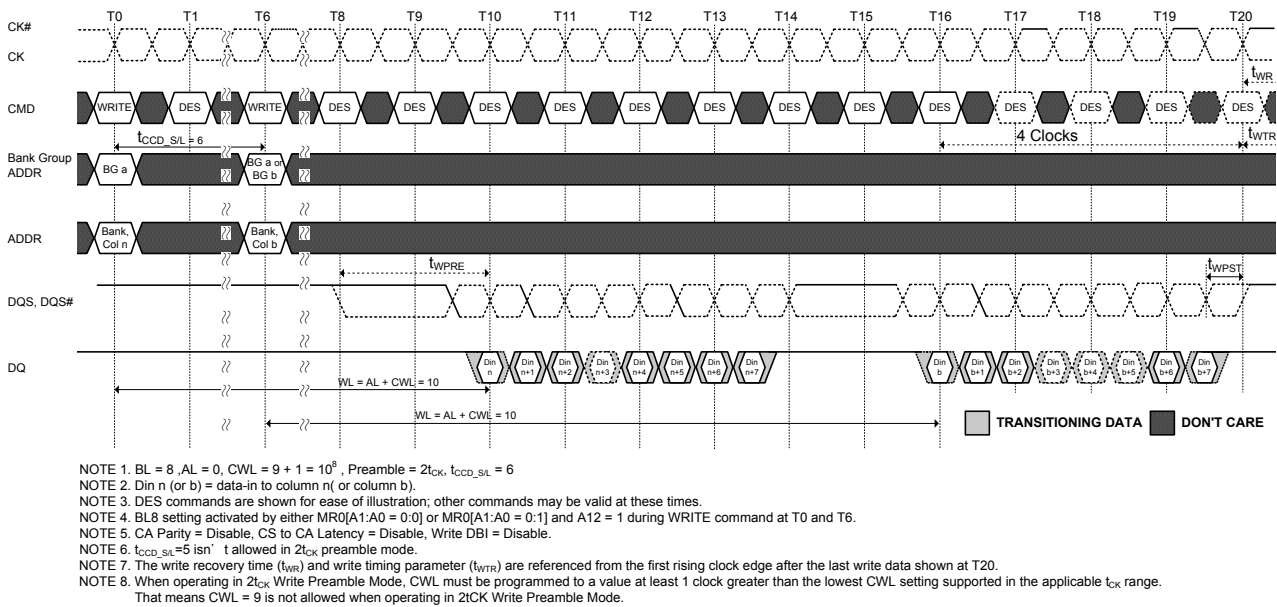 T0 T1 T6 T8 T9 T10 T11 T12 T13 T14 T15 T16 T17 T18 T19 T20
CK#
CK
tWR
CMD WRITE DES WRITE DES DES DES DES DES DES DES DES DES DES DES DES DES
tCCD_S/L = 6
4 Clocks
tWTR
Bank Group
ADDR
BG a
BG a or
BG b
ADDR
Bank,
Col n
Bank,
Col b
tWPRE
tWPST
DQS, DQS#
DQ
Din n Din n+1 Din n+2 Din n+3 Din n+4 Din n+5 Din n+6 Din n+7 Din b Din b+1 Din b+2 Din b+3 Din b+4 Din b+5 Din b+6 Din b+7
WL = AL + CWL = 10
WL = AL + CWL = 10
TRANSITIONING DATA DON'T CARE
NOTE 1. BL = 8 ,AL = 0, CWL = 9 + 1 = 10⁸ , Preamble = 2tCK, tCCD_S/L = 6
NOTE 2. Din n (or b) = data-in to column n( or column b).
NOTE 3. DES commands are shown for ease of illustration; other commands may be valid at these times.
NOTE 4. BL8 setting activated by either MR0[A1:A0 = 0:0] or MR0[A1:A0 = 0:1] and A12 = 1 during WRITE command at T0 and T6.
NOTE 5. CA Parity = Disable, CS to CA Latency = Disable, Write DBI = Disable.
NOTE 6. tCCD_S/L=5 isn’ t allowed in 2tCK preamble mode.
NOTE 7. The write recovery time (tWR) and write timing parameter (tWTR) are referenced from the first rising clock edge after the last write data shown at T20.
NOTE 8. When operating in 2tCK Write Preamble Mode, CWL must be programmed to a value at least 1 clock greater than the lowest CWL setting supported in the applicable tCK range.
That means CWL = 9 is not allowed when operating in 2tCK Write Preamble Mode.